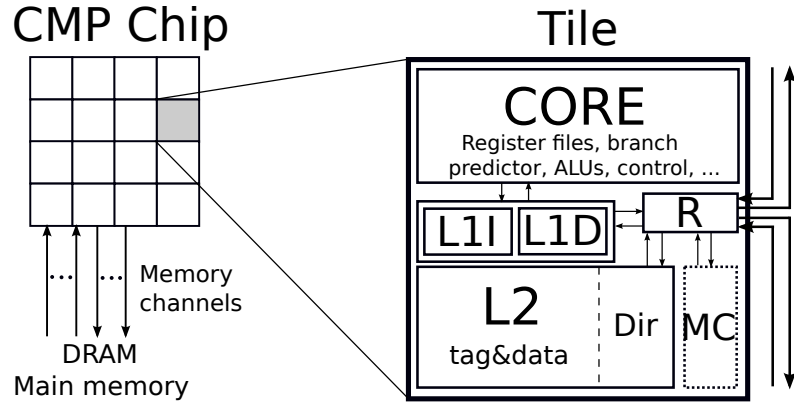 CMP Chip
Tile
CORE
Register files, branch
predictor, ALUs, control, ...
L1I
L1D
R
L2
tag&data
Dir
MC
... ...
Memory
channels
DRAM
Main memory